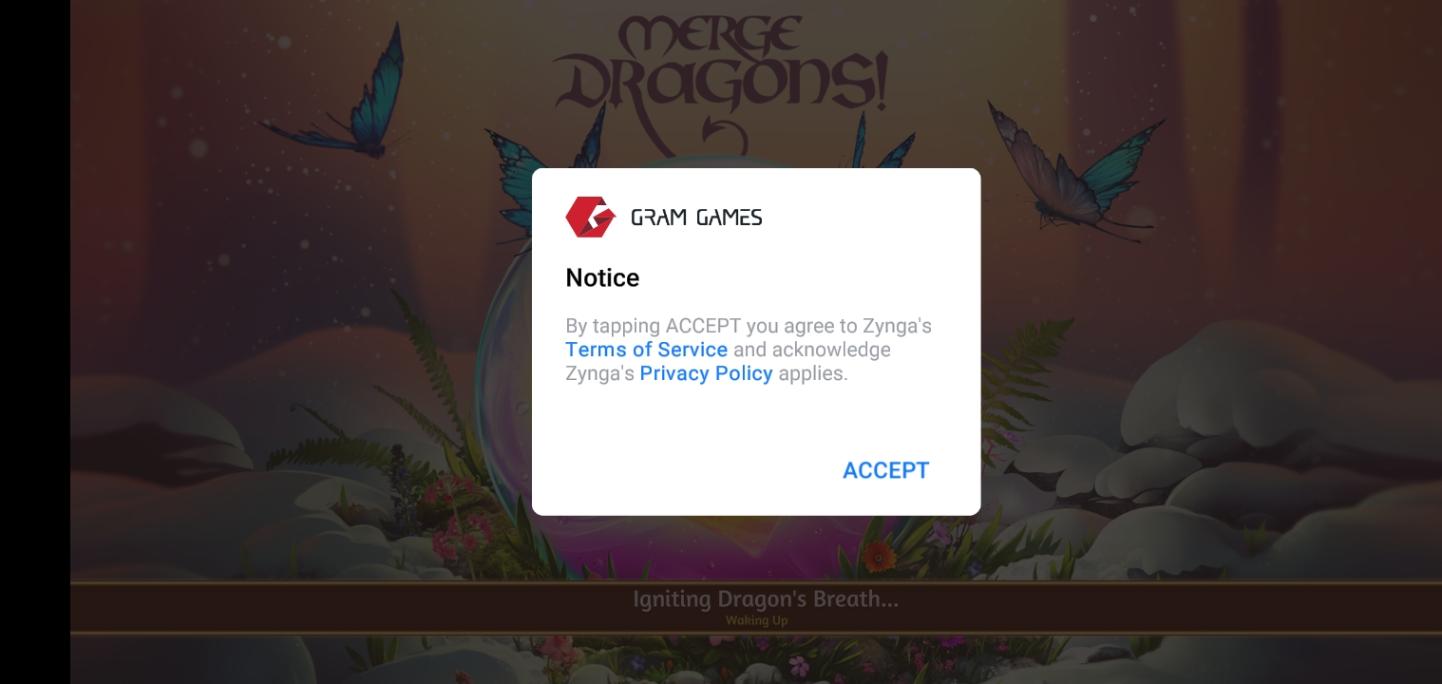 MERGE
DRAGONS!
GRAM GAMES
Notice
By tapping ACCEPT you agree to Zynga's
Terms of Service and acknowledge
Zynga's Privacy Policy applies.
ACCEPT
Igniting Dragon's Breath...
Waking Up